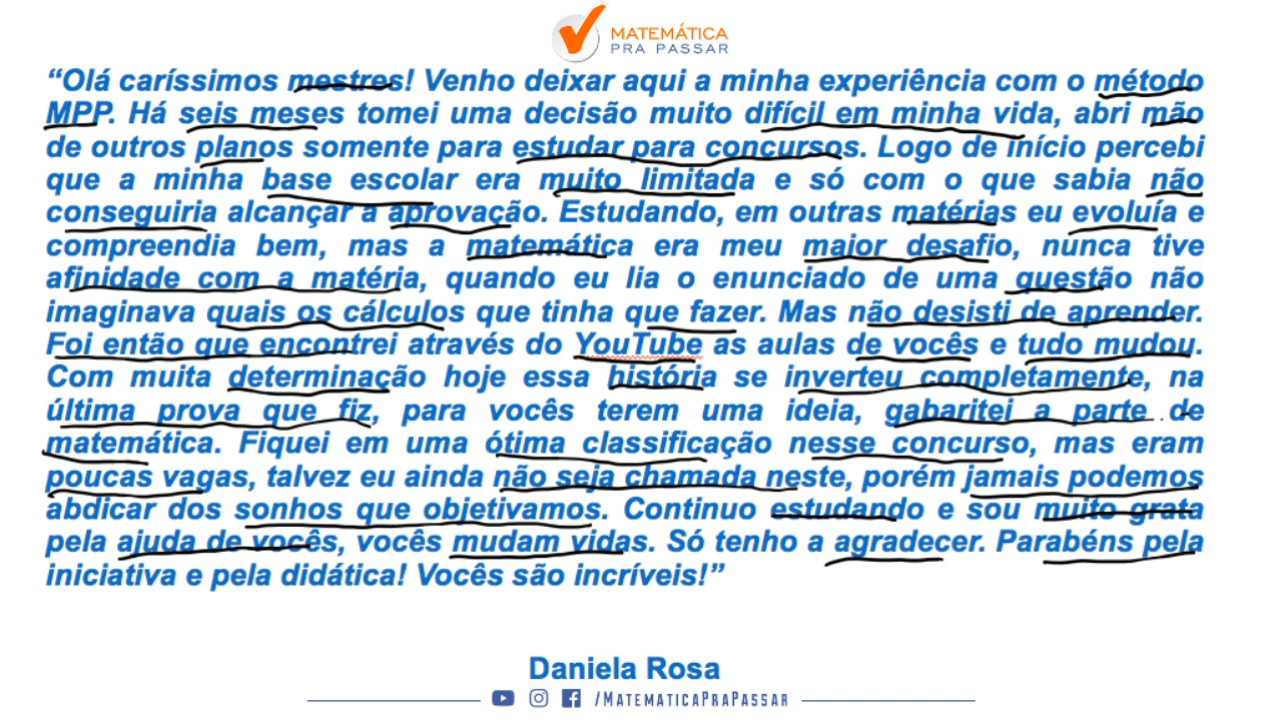 MATEMÁTICA
PRA PASSAR
“Olá caríssimos mestres! Venho deixar aqui a minha experiência com o método
MPP. Há seis meses tomei uma decisão muito difícil em minha vida, abri mão
de outros planos somente para estudar para concursos. Logo de início percebi
que a minha base escolar era muito limitada e só com o que sabia não
conseguiria alcançar a aprovação. Estudando, em outras matérias eu evoluía e
compreendia bem, mas a matemática era meu maior desafio, nunca tive
afinidade com a matéria, quando eu lia o enunciado de uma questão não
imaginava quais os cálculos que tinha que fazer. Mas não desisti de aprender.
Foi então que encontrei através do YouTube as aulas de vocês e tudo mudou.
Com muita determinação hoje essa história se inverteu completamente, na
última prova que fiz, para vocês terem uma ideia, gabaritei a parte de
matemática. Fiquei em uma ótima classificação nesse concurso, mas eram
poucas vagas, talvez eu ainda não seja chamada neste, porém jamais podemos
abdicar dos sonhos que objetivamos. Continuo estudando e sou muito grata
pela ajuda de vocês, vocês mudam vidas. Só tenho a agradecer. Parabéns pela
iniciativa e pela didática! Vocês são incríveis!”
Daniela Rosa
/MATEMATICAPRAPASSAR